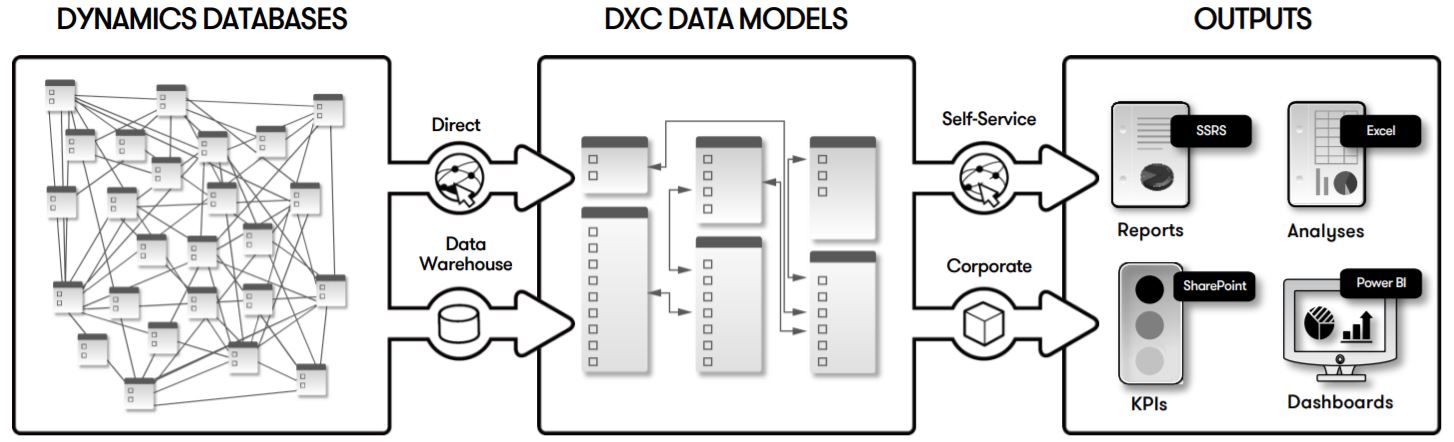 DYNAMICS DATABASES
DXC DATA MODELS
OUTPUTS
Direct
Data
Warehouse
Self-Service
Corporate
SSRS
Reports
Excel
Analyses
SharePoint
KPIs
Power BI
Dashboards